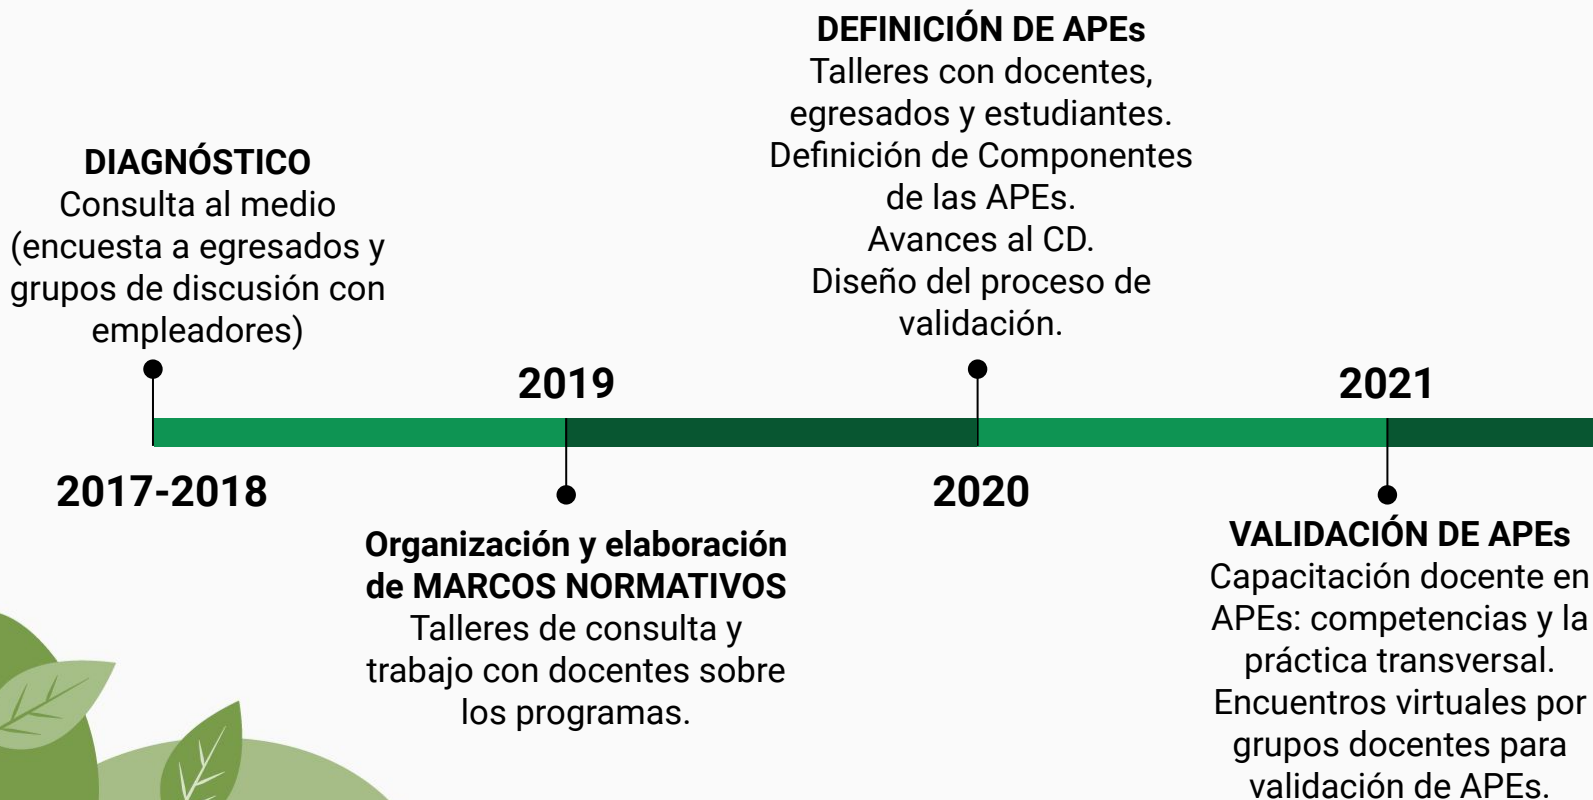 DIAGNÓSTICO
Consulta al medio
(encuesta a egresados y
grupos de discusión con
empleadores)
2017-2018
2019
Organización y elaboración
de MARCOS NORMATIVOS
Talleres de consulta y
trabajo con docentes sobre
los programas.
DEFINICIÓN DE APEs
Talleres con docentes,
egresados y estudiantes.
Definición de Componentes
de las APEs.
Avances al CD.
Diseño del proceso de
validación.
2020
2021
VALIDACIÓN DE APEs
Capacitación docente en
APEs: competencias y la
práctica transversal.
Encuentros virtuales por
grupos docentes para
validación de APEs.